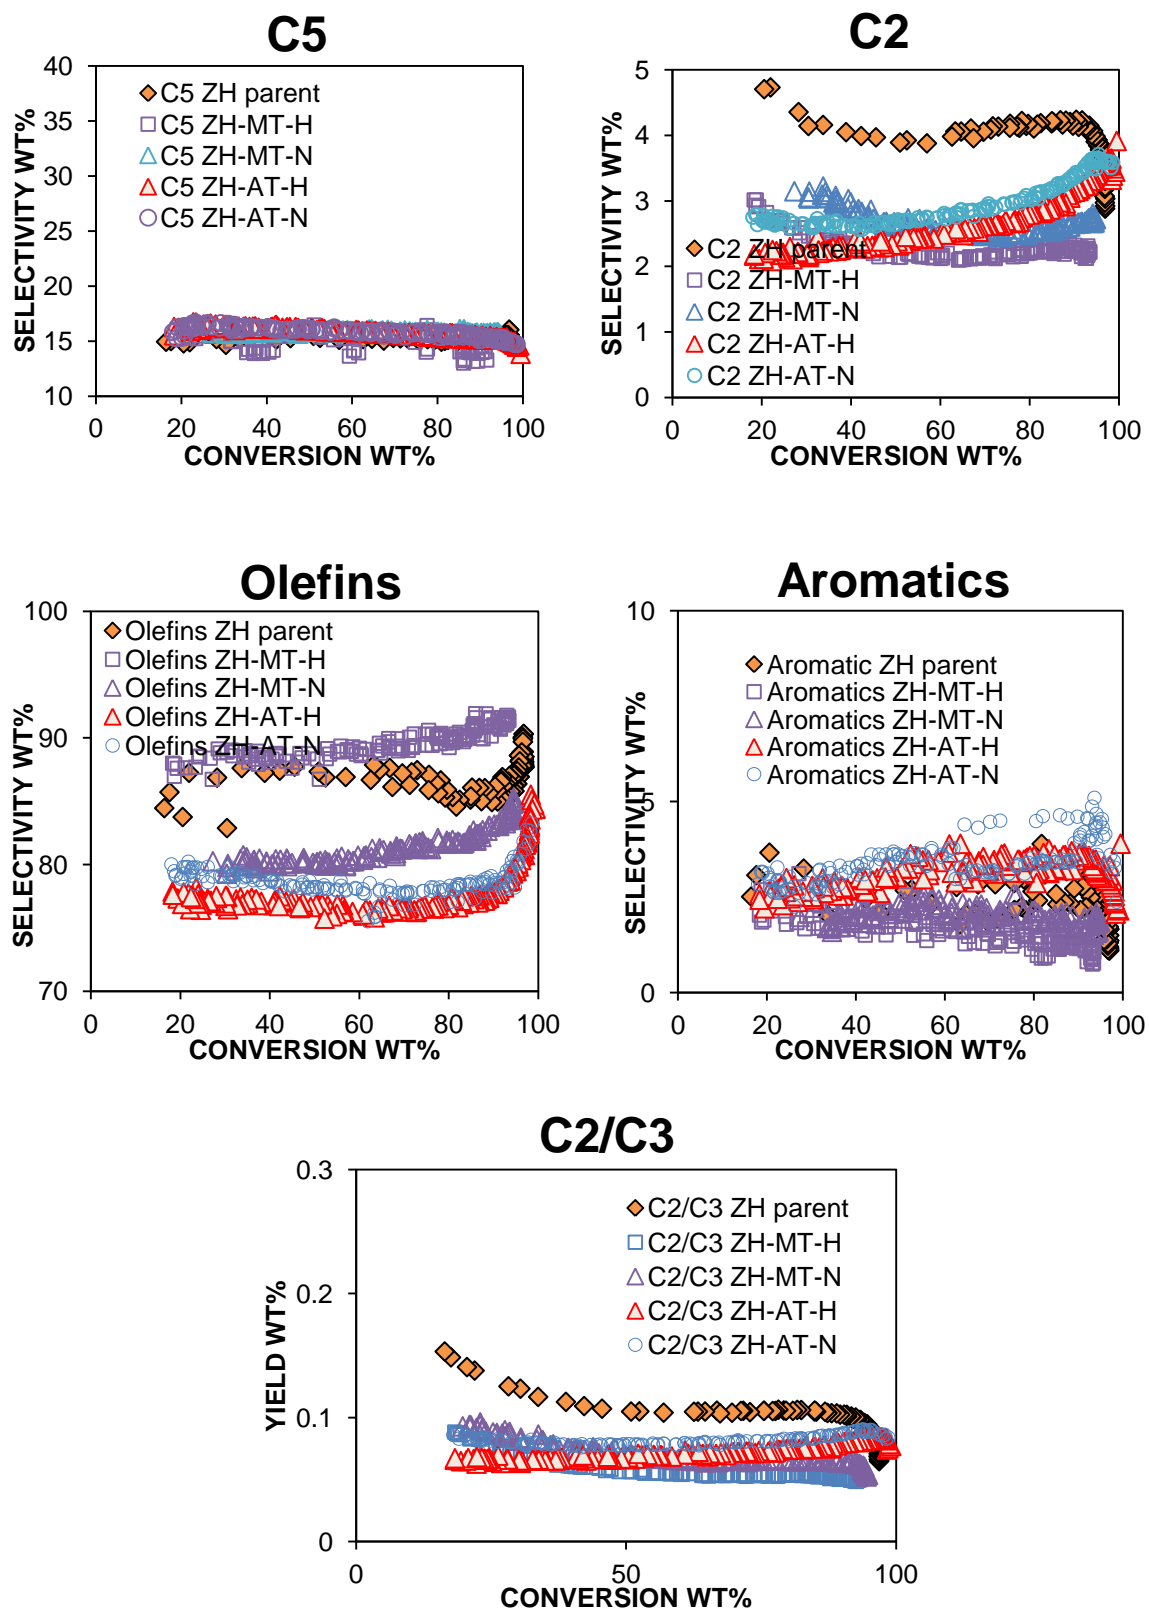 C5
40
35
30
25
20
15
10
SELECTIVITY WT%
C5 ZH parent
C5 ZH-MT-H
C5 ZH-MT-N
C5 ZH-AT-H
C5 ZH-AT-N
0 20 40 60 80 100
CONVERSION WT%
C2
5
4
3
2
1
0
SELECTIVITY WT%
C2 ZH parent
C2 ZH-MT-H
C2 ZH-MT-N
C2 ZH-AT-H
C2 ZH-AT-N
0 20 40 60 80 100
CONVERSION WT%
Olefins
100
90
80
70
SELECTIVITY WT%
Olefins ZH parent
Olefins ZH-MT-H
Olefins ZH-MT-N
Olefins ZH-AT-H
Olefins ZH-AT-N
0 20 40 60 80 100
CONVERSION WT%
Aromatics
10
5
0
SELECTIVITY WT%
Aromatic ZH parent
Aromatics ZH-MT-H
Aromatics ZH-MT-N
Aromatics ZH-AT-H
Aromatics ZH-AT-N
0 20 40 60 80 100
CONVERSION WT%
C2/C3
0.3
0.2
0.1
0
YIELD WT%
C2/C3 ZH parent
C2/C3 ZH-MT-H
C2/C3 ZH-MT-N
C2/C3 ZH-AT-H
C2/C3 ZH-AT-N
0 50 100
CONVERSION WT%